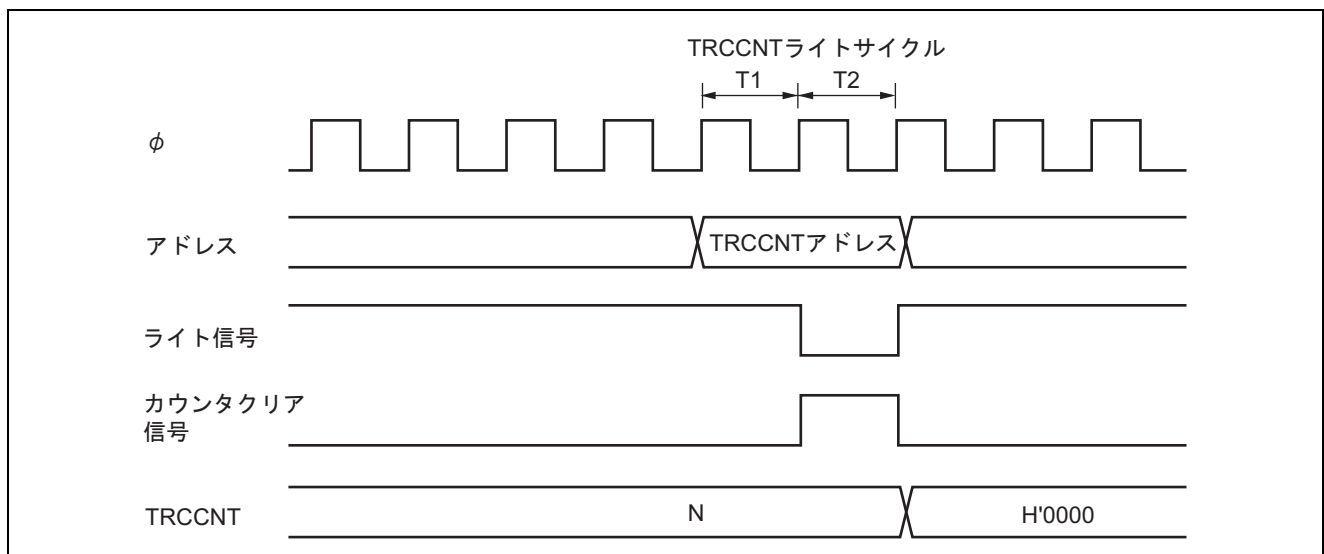 TRCCNTライトサイクル
T1
T2
φ
アドレス
TRCCNTアドレス
ライト信号
カウンタクリア
信号
TRCCNT
N
H'0000